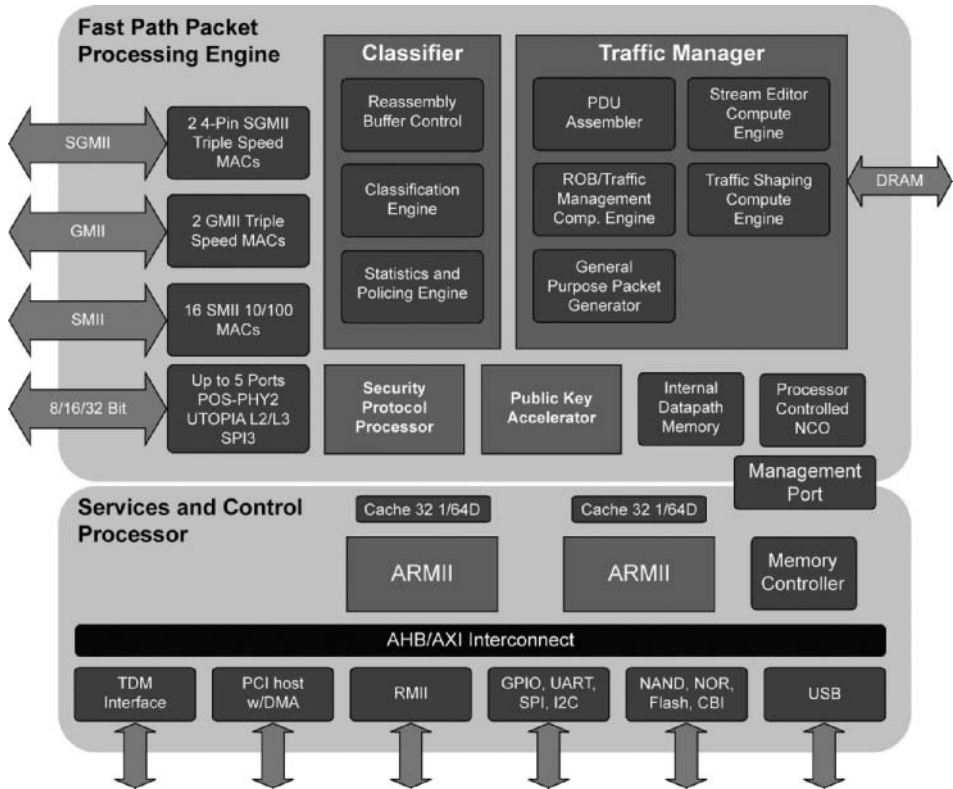 Fast Path Packet
Processing Engine
Classifier
Traffic Manager
Reassembly
Buffer Control
Classification
Engine
Statistics and
Policing Engine
PDU
Assembler
Stream Editor
Compute
Engine
ROB/Traffic
Management
Comp. Engine
Traffic Shaping
Compute
Engine
General
Purpose Packet
Generator
SGMII
2 4-Pin SGMII
Triple Speed
MACs
GMII
2 GMII Triple
Speed MACs
SMII
16 SMII 10/100
MACs
8/16/32 Bit
Up to 5 Ports
POS-PHY2
UTOPIA L2/L3
SPI3
DRAM
Security
Protocol
Processor
Public Key
Accelerator
Internal
Datapath
Memory
Processor
Controlled
NCO
Management
Port
Services and Control
Processor
Cache 32 1/64D
Cache 32 1/64D
ARMII
ARMII
Memory
Controller
AHB/AXI Interconnect
TDM
Interface
PCI host
w/DMA
RMII
GPIO, UART,
SPI, I2C
NAND, NOR,
Flash, CBI
USB